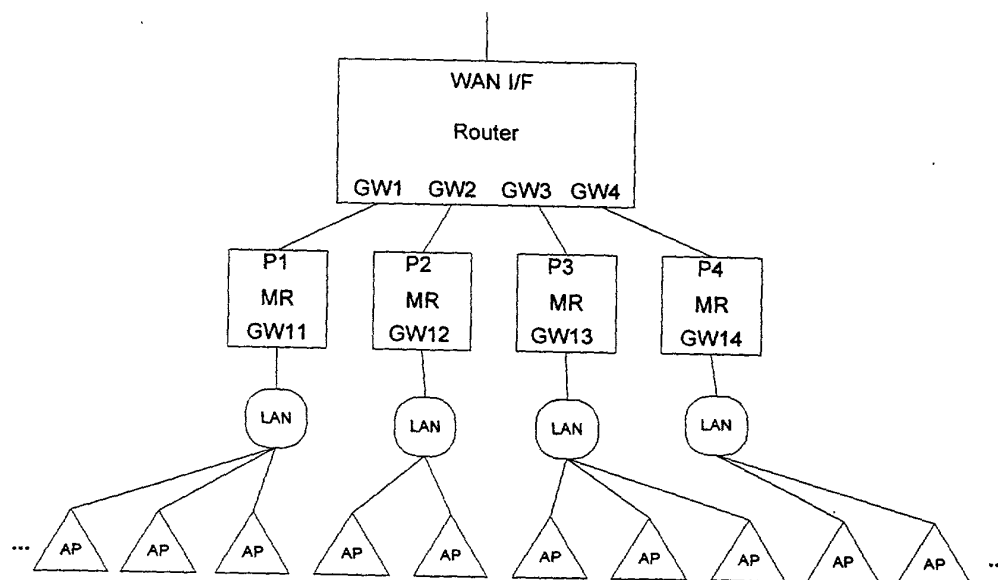 WAN I/F
Router
GW1 GW2 GW3 GW4
P1 P2 P3 P4
MR MR MR MR
GW11 GW12 GW13 GW14
LAN LAN LAN LAN
... AP AP AP AP AP AP AP AP AP AP ...